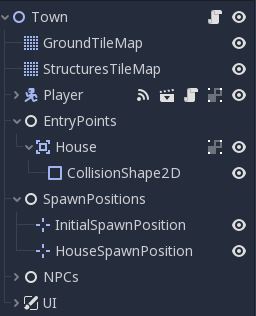 Town
GroundTileMap
StructuresTileMap
Player
EntryPoints
House
CollisionShape2D
SpawnPositions
InitialSpawnPosition
HouseSpawnPosition
NPCs
UI